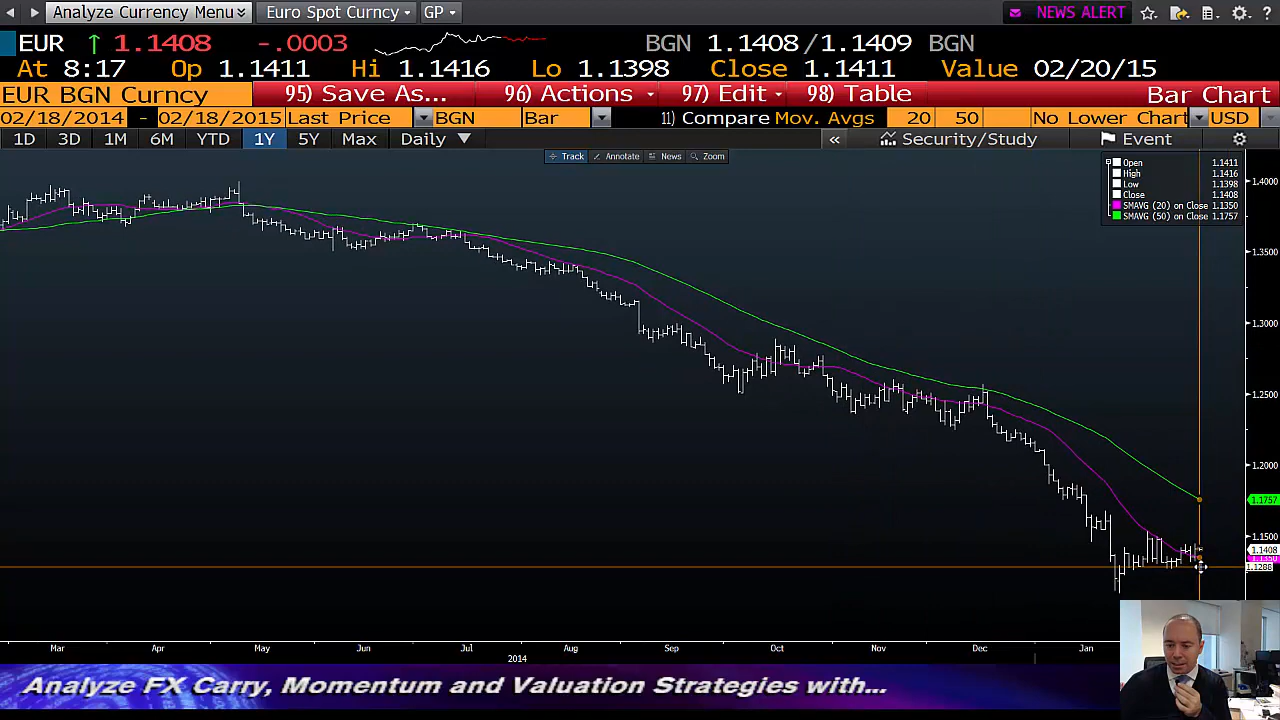 Analyze Currency Menu Euro Spot Curncy GP NEWS ALERT
EUR 1.1408 -.0003 BGN 1.1408/1.1409 BGN
At 8:17 Op 1.1411 Hi 1.1416 Lo 1.1398 Close 1.1411 Value 02/20/15
EUR BGN Curncy 95) Save As... 96) Actions 97) Edit 98) Table Bar Chart
02/18/2014 - 02/18/2015 Last Price BGN Bar 11) Compare Mov. Avgs 20 50 No Lower Chart USD
1D 3D 1M 6M YTD 1Y 5Y Max Daily « Security/Study Event
Track Annotate News Zoom
Open 1.1411
High 1.1416
Low 1.1398
Close 1.1408
SMAVG (20) on Close 1.1350
SMAVG (50) on Close 1.1757
1.4000
1.3500
1.3000
1.2500
1.2000
1.1757
1.1500
1.1408
1.1350
1.1288
Mar Apr May Jun Jul Aug Sep Oct Nov Dec Jan
2014
Analyze FX Carry, Momentum and Valuation Strategies with...